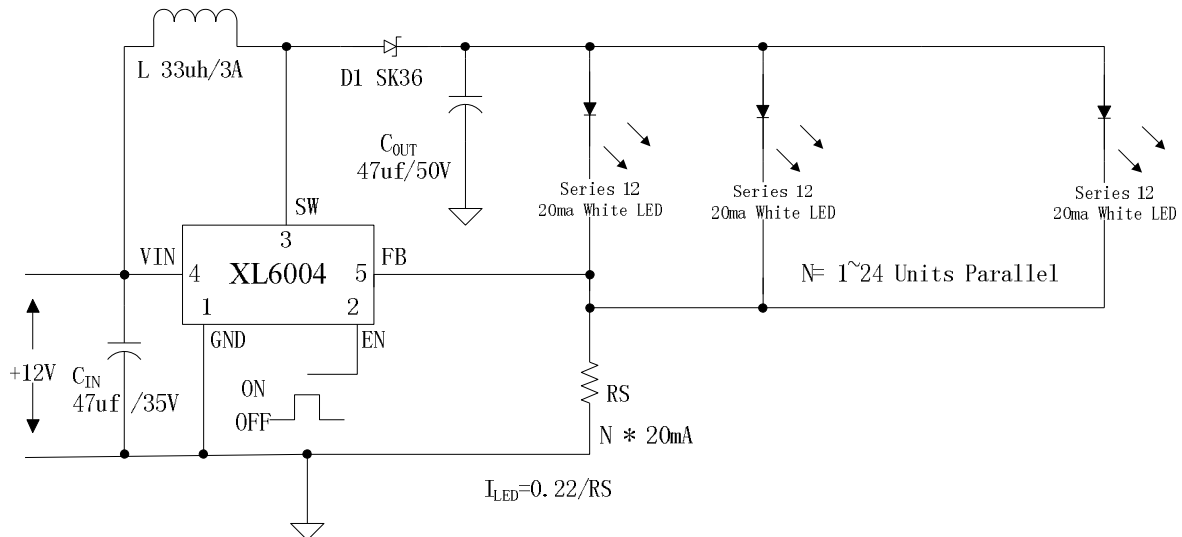 L 33uh/3A
D1 SK36
COUT
47uf/50V
Series 12
20ma White LED
Series 12
20ma White LED
Series 12
20ma White LED
SW
3
VIN
4
XL6004
5
FB
1
2
GND
EN
N= 1~24 Units Parallel
+12V
CIN
47uf /35V
ON
OFF
RS
N * 20mA
ILED=0.22/RS